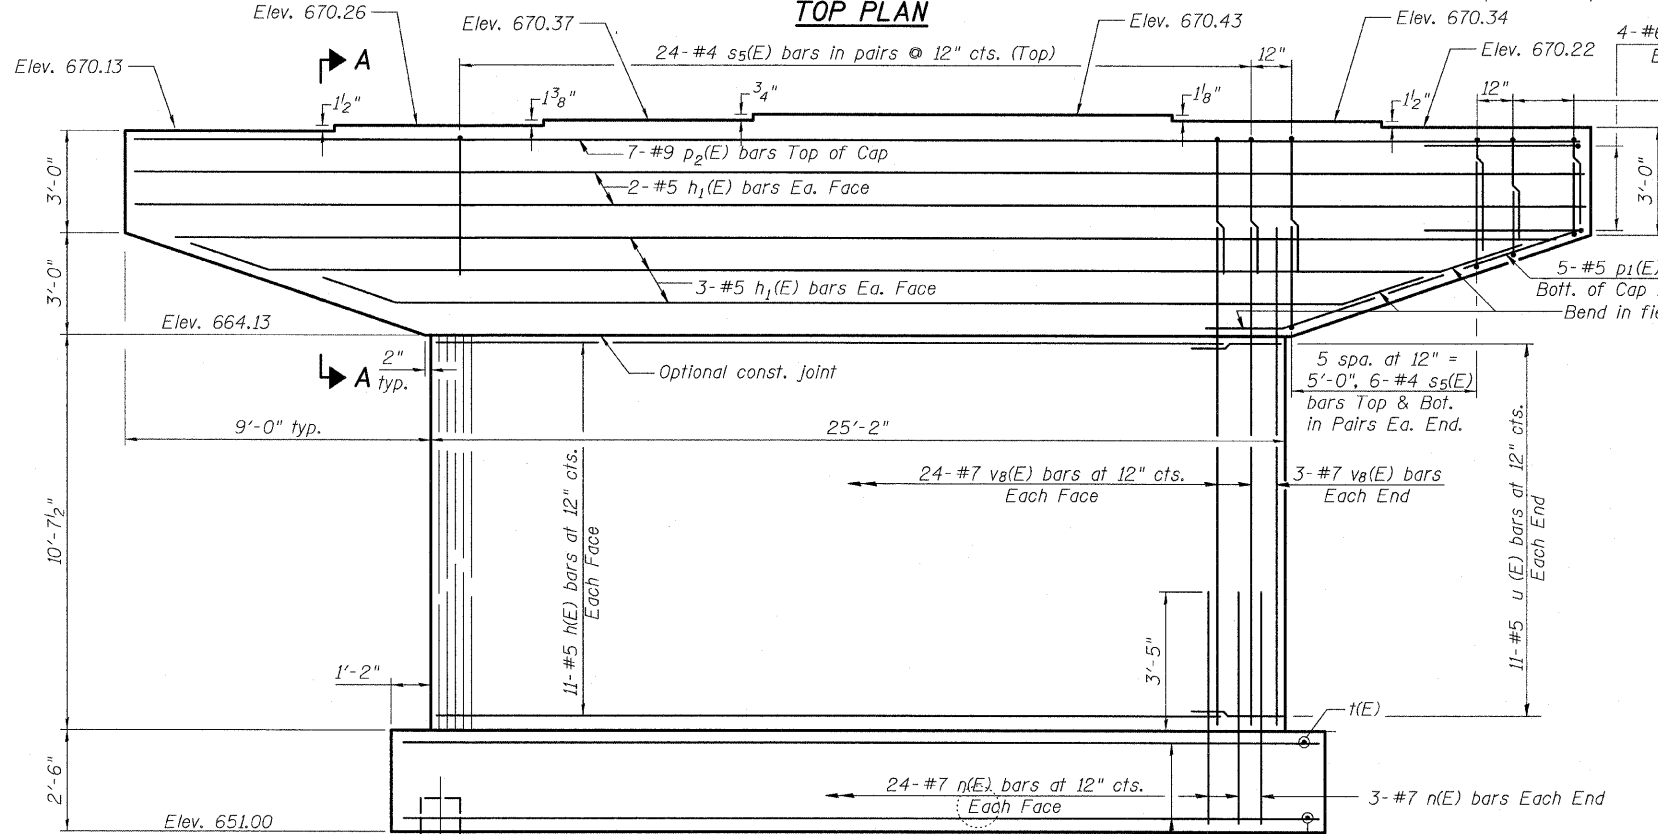 TOP PLAN
Elev. 670.26
Elev. 670.37
Elev. 670.43
Elev. 670.34
4-#6
Elev. 670.13
A
24-#4 s5(E) bars in pairs @ 12" cts. (Top)
12"
Elev. 670.22
1½"
1⅜"
¾"
1⅛"
1½"
12"
7-#9 p2(E) bars Top of Cap
2-#5 h1(E) bars Ea. Face
3'-0"
3'-0"
3'-0"
3-#5 h1(E) bars Ea. Face
5-#5 p1(E)
Bott. of Cap
Bend in
Elev. 664.13
A
2"
typ.
Optional const. joint
5 spa. at 12" =
5'-0", 6-#4 s5(E)
bars Top & Bot.
in Pairs Ea. End.
9'-0" typ.
25'-2"
24-#7 v8(E) bars at 12" cts.
Each Face
3-#7 v8(E) bars
Each End
10'-7½"
11-#5 h(E) bars at 12" cts.
Each Face
11-#5 u(E) bars at 12" cts.
Each End
3'-5"
1'-2"
t(E)
2'-6"
24-#7 n(E) bars at 12" cts.
Each Face
3-#7 n(E) bars Each End
Elev. 651.00